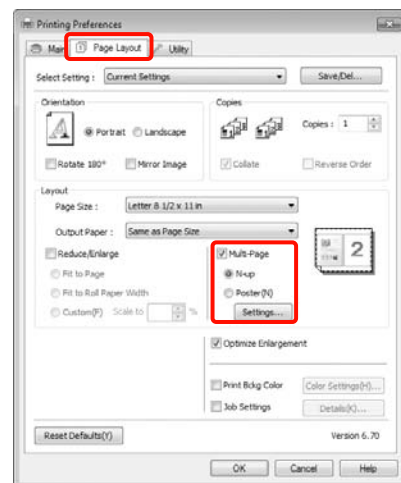 Printing Preferences
Main Page Layout Utility
Select Setting : Current Settings Save/Del...
Orientation Copies
Portrait Landscape Copies : 1
Rotate 180° Mirror Image Collate Reverse Order
Layout
Page Size : Letter 8 1/2 x 11 in
Output Paper : Same as Page Size
Reduce/Enlarge Multi-Page
Fit to Page N-up
Fit to Roll Paper Width Poster(N)
Custom(P) Scale to % Settings...
2
Optimize Enlargement
Print Bckg Color Color Settings(H)...
Job Settings Details(K)...
Reset Defaults(Y) Version 6.70
OK Cancel Help